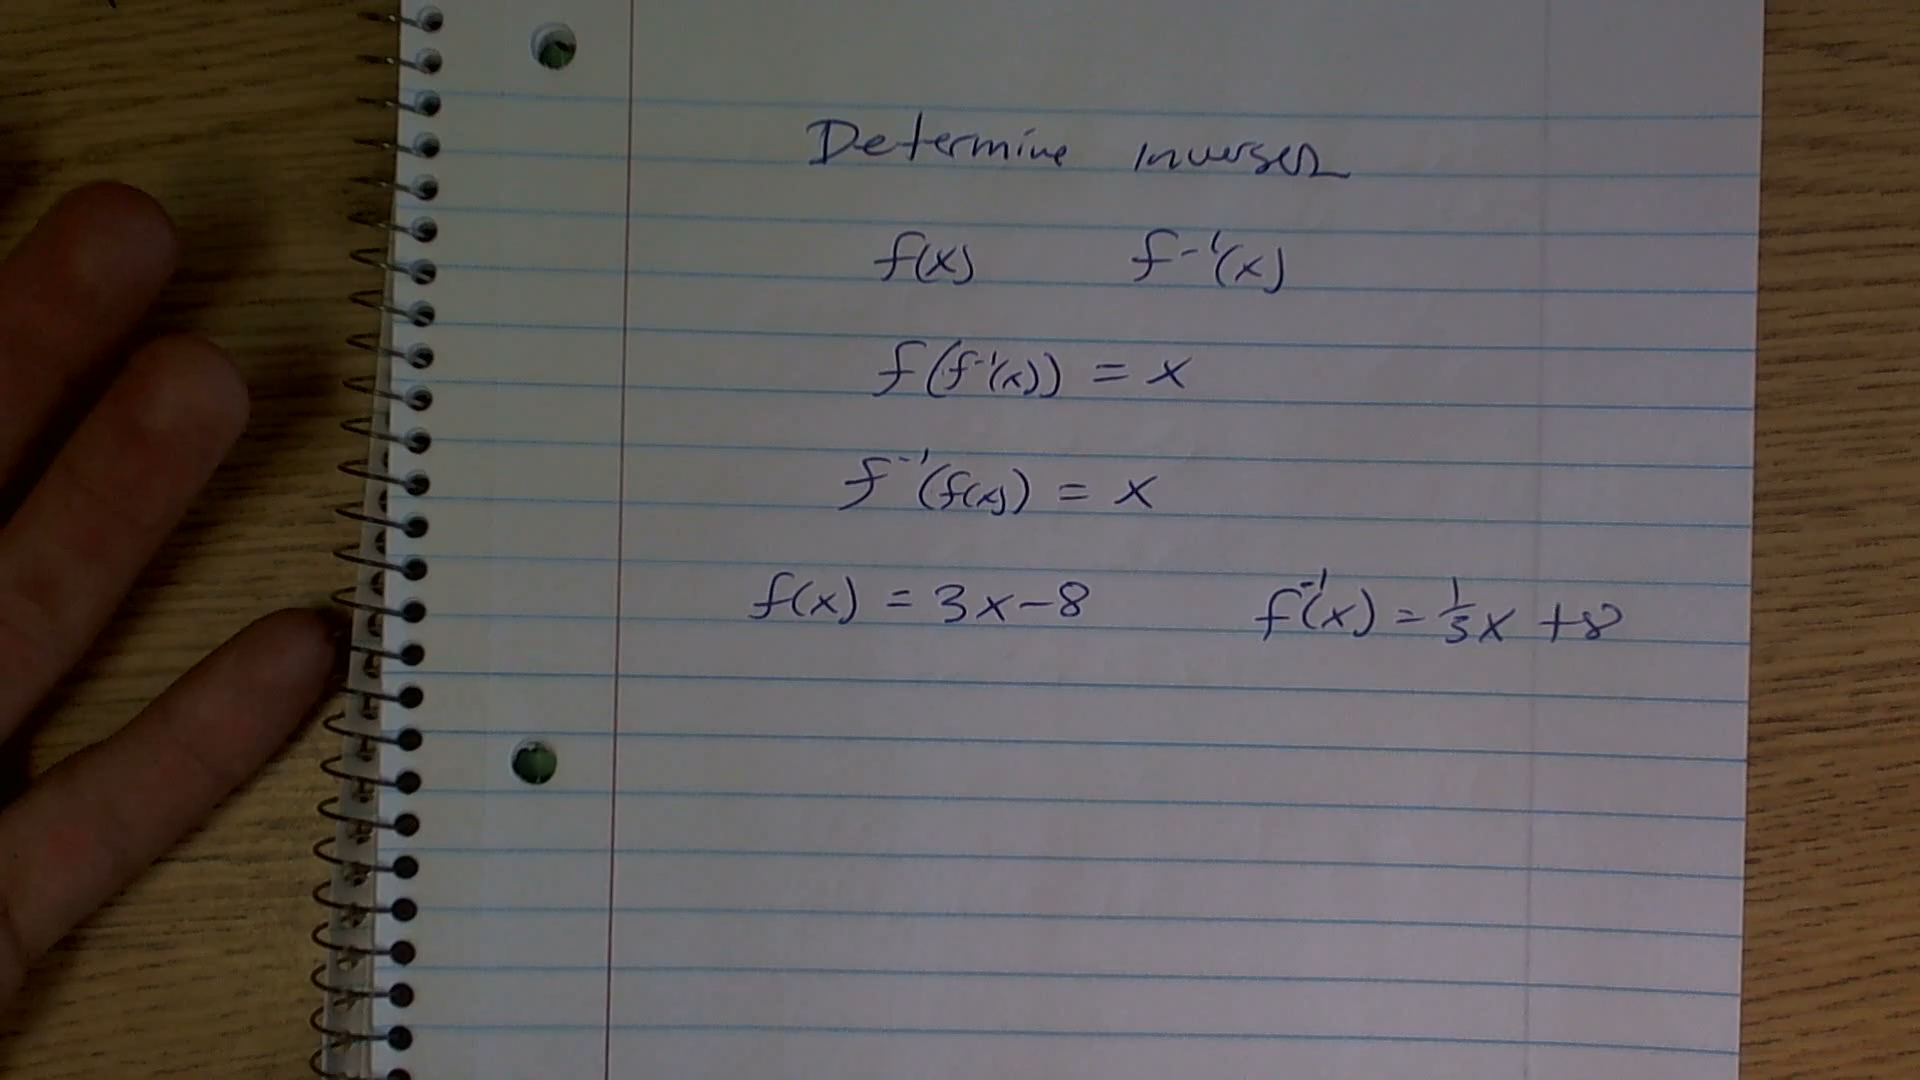 Determine inverses
f(x) f⁻¹(x)
f(f⁻¹(x)) = x
f⁻¹(f(x)) = x
f(x) = 3x-8 f⁻¹(x) = 1/3x +8